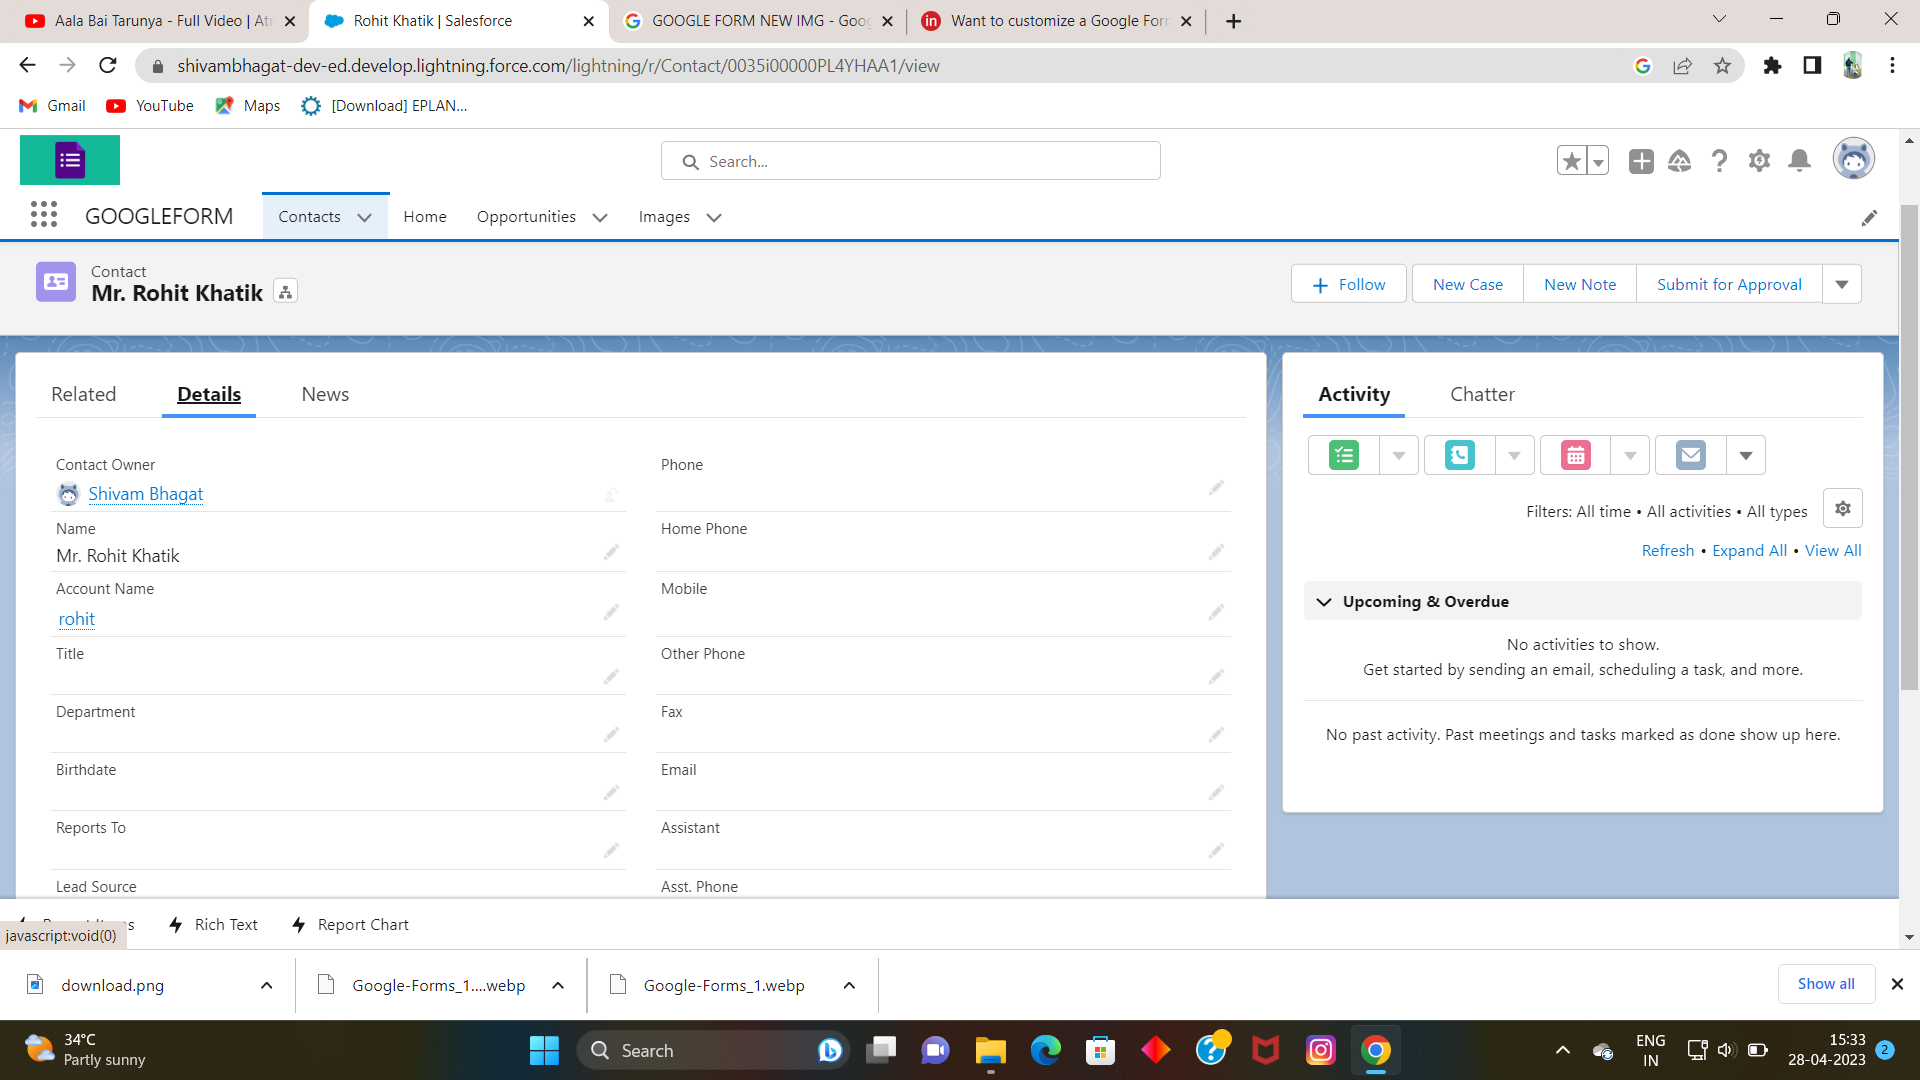 Aala Bai Tarunya - Full Video | At
Rohit Khatik | Salesforce
GOOGLE FORM NEW IMG - Goo
Want to customize a Google For
shivambhagat-dev-ed.develop.lightning.force.com/lightning/r/Contact/0035i00000PL4YHAA1/view
Gmail
YouTube
Maps
[Download] EPLAN...
Search...
GOOGLEFORM
Contacts
Home
Opportunities
Images
Contact
Mr. Rohit Khatik
Follow
New Case
New Note
Submit for Approval
Related
Details
News
Contact Owner
Shivam Bhagat
Name
Mr. Rohit Khatik
Account Name
rohit
Title
Department
Birthdate
Reports To
Lead Source
Phone
Home Phone
Mobile
Other Phone
Fax
Email
Assistant
Asst. Phone
Activity
Chatter
Filters: All time • All activities • All types
Refresh • Expand All • View All
Upcoming & Overdue
No activities to show.
Get started by sending an email, scheduling a task, and more.
No past activity. Past meetings and tasks marked as done show up here.
Rich Text
Report Chart
javascript:void(0)
download.png
Google-Forms_1....webp
Google-Forms_1.webp
Show all
34°C
Partly sunny
Search
ENG
IN
15:33
28-04-2023
2